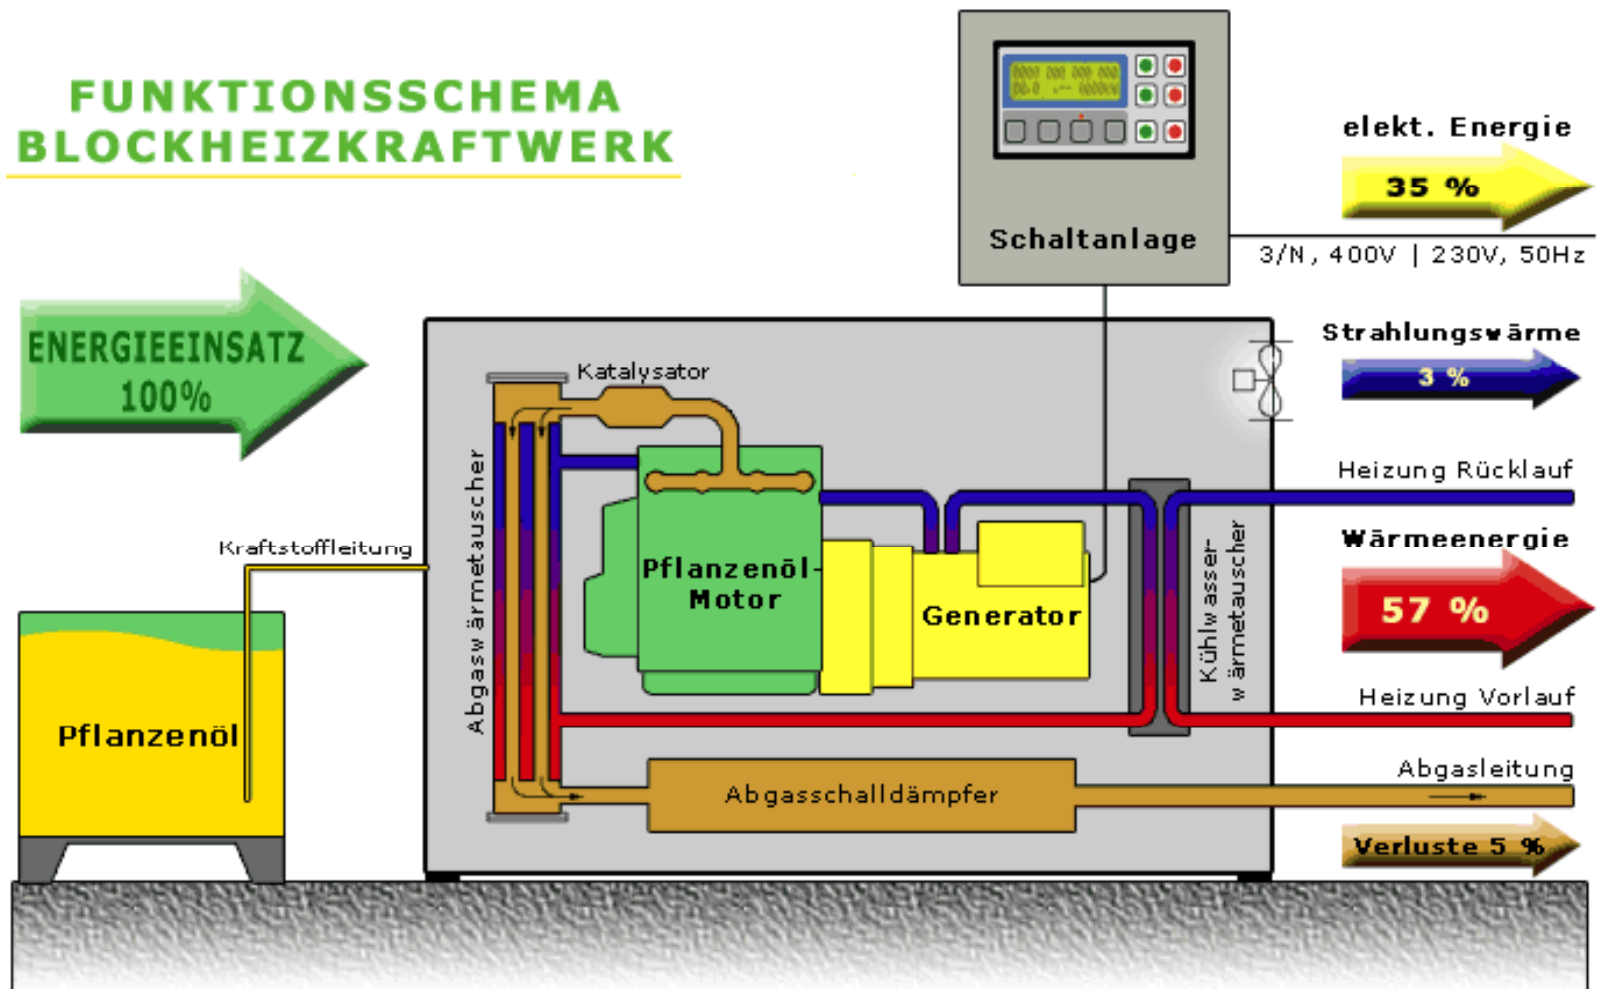 FUNKTIONSSCHEMA
BLOCKHEIZKRAFTWERK
Schaltanlage
elekt. Energie
35 %
3/N, 400V | 230V, 50Hz
ENERGIEEINSATZ
100%
Strahlungswärme
3 %
Katalysator
Abgaswärmetauscher
Heizung Rücklauf
Kraftstoffleitung
Pflanzenöl-
Motor
Generator
Kühlwasser-
wärmetauscher
Wärmeenergie
57 %
Heizung Vorlauf
Pflanzenöl
Abgasschalldämpfer
Abgasleitung
Verluste 5 %